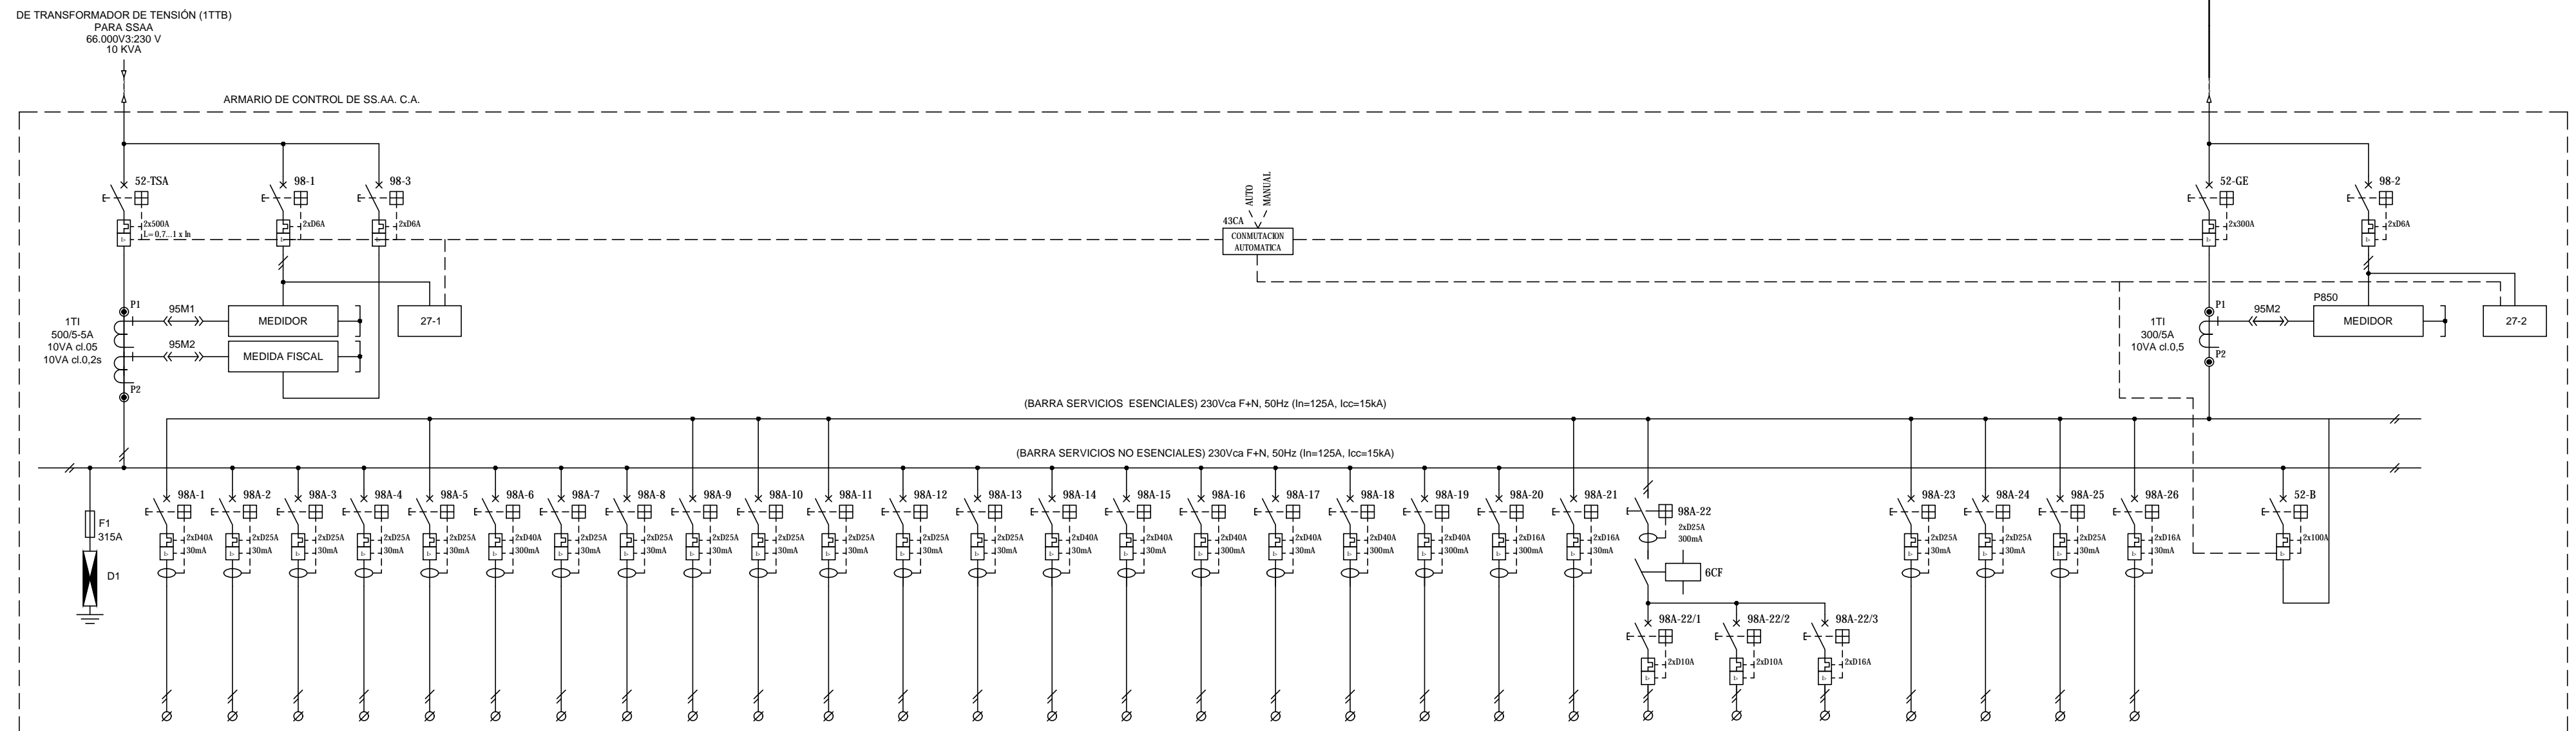 DE TRANSFORMADOR DE TENSIÓN (1TTB)
PARA SSAA
66.000V3:230 V
10 KVA
ARMARIO DE CONTROL DE SS.AA. C.A.
52-TSA
2x500A
L= 0,7...1 x In
98-1
2xD6A
98-3
2xD6A
AUTO
MANUAL
43CA
CONMUTACION
AUTOMATICA
52-GE
2x300A
98-2
2xD6A
1TI
500/5-5A
10VA cl.05
10VA cl.0,2s
P1
P2
95M1
MEDIDOR
95M2
MEDIDA FISCAL
27-1
1TI
300/5A
10VA cl.0,5
P1
P2
95M2
P850
MEDIDOR
27-2
(BARRA SERVICIOS  ESENCIALES) 230Vca F+N, 50Hz (In=125A, Icc=15kA)
(BARRA SERVICIOS NO ESENCIALES) 230Vca F+N, 50Hz (In=125A, Icc=15kA)
F1
315A
D1
98A-1
2xD40A
30mA
98A-2
2xD25A
30mA
98A-3
2xD25A
30mA
98A-4
2xD25A
30mA
98A-5
2xD25A
30mA
98A-6
2xD40A
300mA
98A-7
2xD25A
30mA
98A-8
2xD25A
30mA
98A-9
2xD25A
30mA
98A-10
2xD25A
30mA
98A-11
2xD25A
30mA
98A-12
2xD25A
30mA
98A-13
2xD25A
30mA
98A-14
2xD40A
30mA
98A-15
2xD40A
30mA
98A-16
2xD40A
300mA
98A-17
2xD40A
30mA
98A-18
2xD40A
300mA
98A-19
2xD40A
300mA
98A-20
2xD16A
300mA
98A-21
2xD16A
30mA
98A-22
2xD25A
300mA
6CF
98A-22/1
2xD10A
98A-22/2
2xD10A
98A-22/3
2xD16A
98A-23
2xD25A
30mA
98A-24
2xD25A
30mA
98A-25
2xD25A
30mA
98A-26
2xD16A
30mA
52-B
2x100A